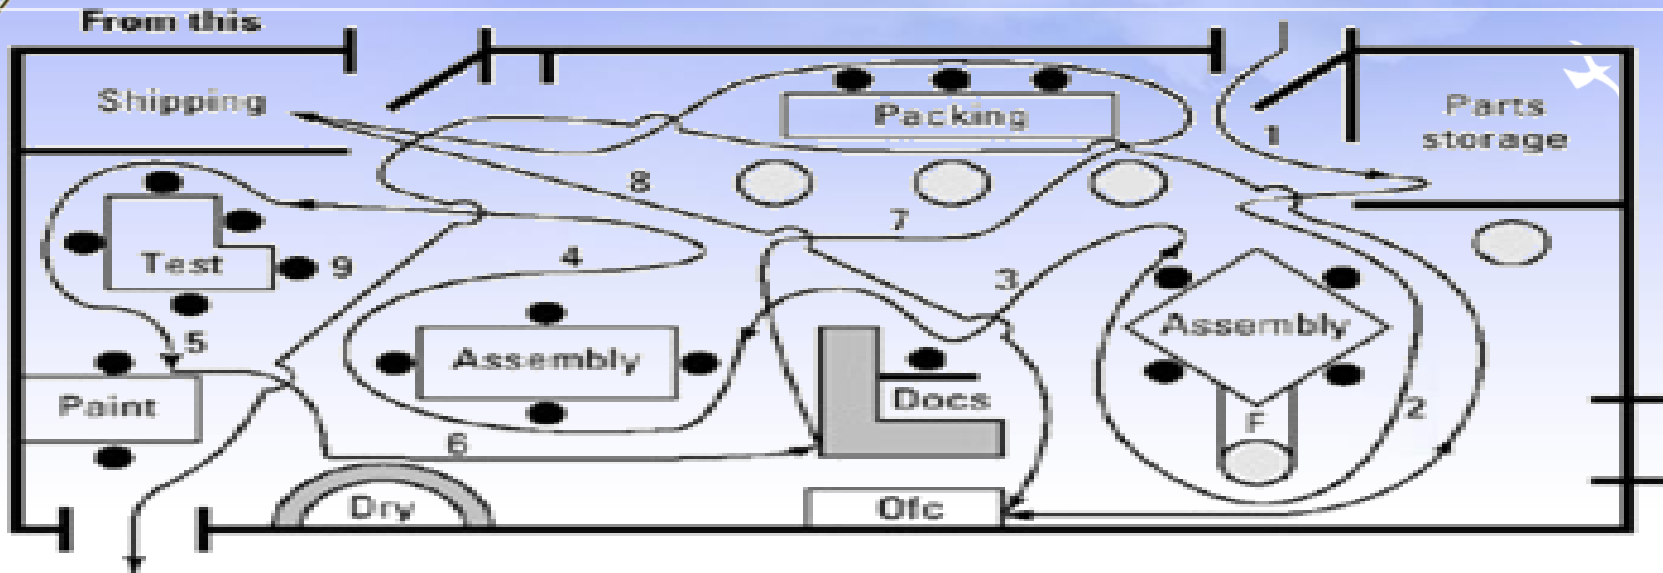 From this
Shipping
Packing
1
Parts
storage
8
7
4
Test
9
3
5
Assembly
Assembly
Paint
Docs
2
F
6
Dry
Ofc